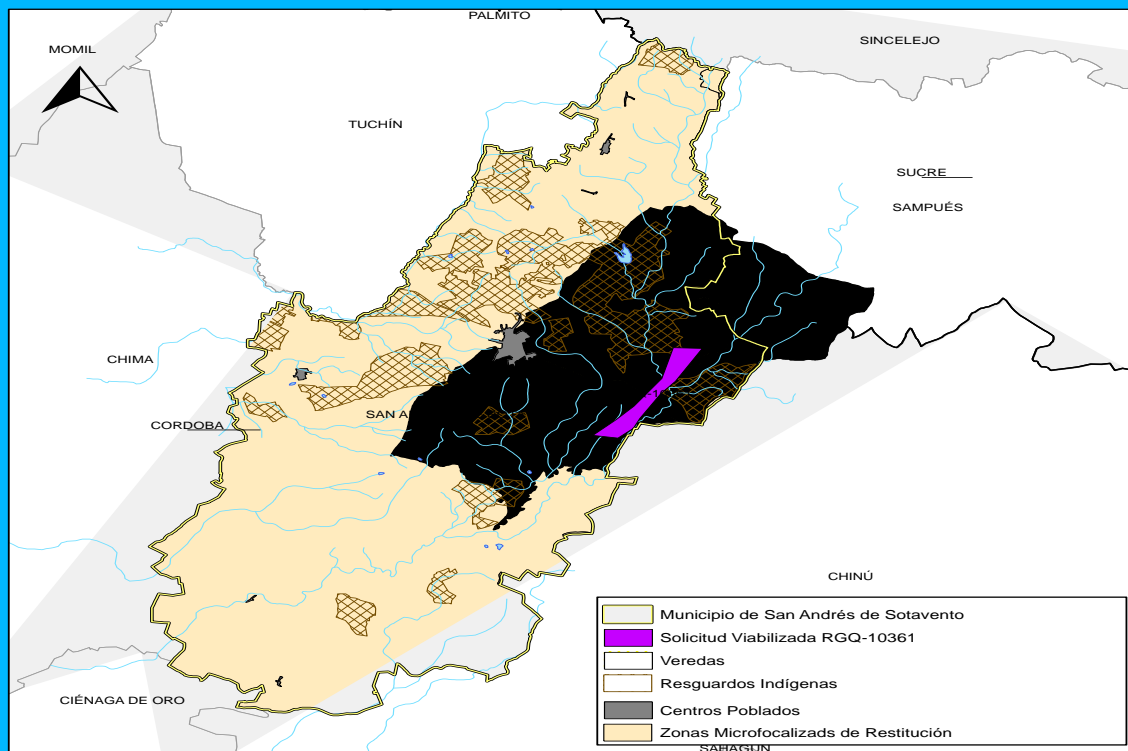 PALMITO
MOMIL
SINCELEJO
TUCHÍN
SUCRE
SAMPUÉS
CHIMA
SAN A
CORDOBA
CHINÚ
CIÉNAGA DE ORO
Municipio de San Andrés de Sotavento
Solicitud Viabilizada RGQ-10361
Veredas
Resguardos Indígenas
Centros Poblados
Zonas Microfocalizads de Restitución
SAHAGÚN